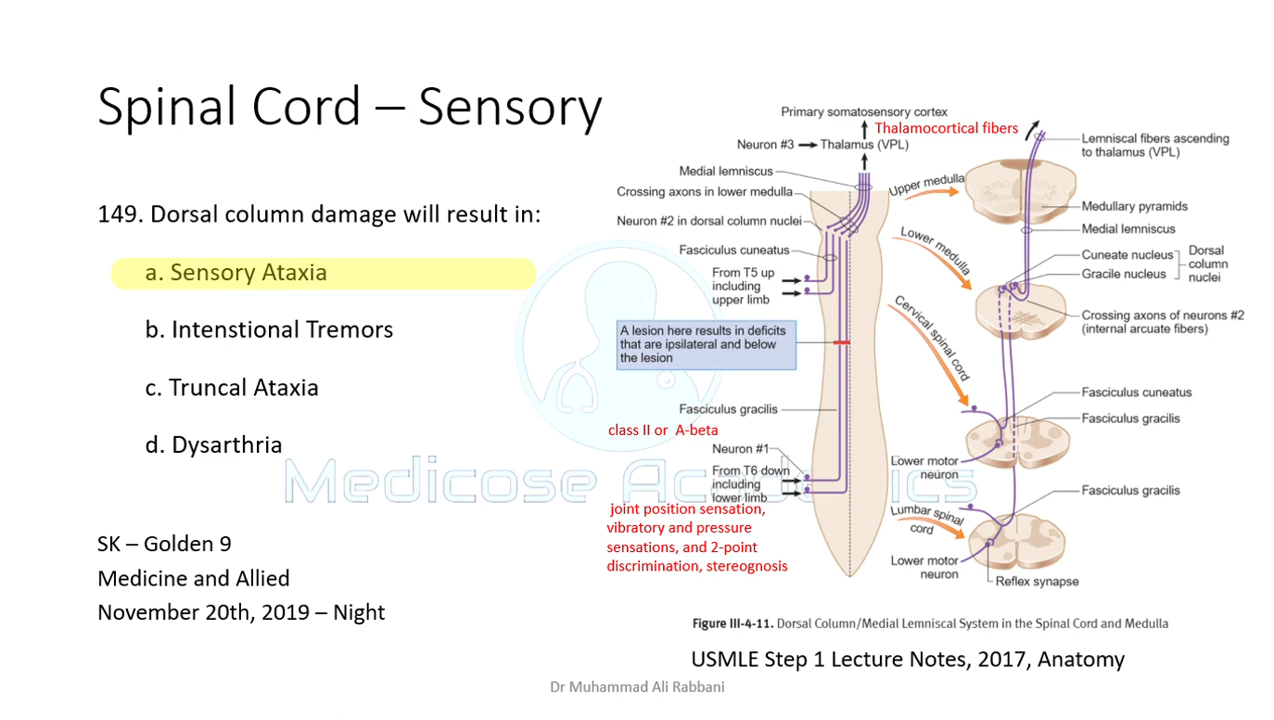 Spinal Cord – Sensory
149. Dorsal column damage will result in:
a. Sensory Ataxia
b. Intenstional Tremors
c. Truncal Ataxia
d. Dysarthria
SK – Golden 9
Medicine and Allied
November 20th, 2019 – Night
Primary somatosensory cortex
Thalamocortical fibers
Neuron #3
Thalamus (VPL)
Medial lemniscus
Crossing axons in lower medulla
Neuron #2 in dorsal column nuclei
Fasciculus cuneatus
From T5 up
including
upper limb
A lesion here results in deficits
that are ipsilateral and below
the lesion
Fasciculus gracilis
class II or A-beta
Neuron #1
From T6 down
including
lower limb
joint position sensation,
vibratory and pressure
sensations, and 2-point
discrimination, stereognosis
Upper medulla
Lower medulla
Cervical spinal cord
Lumbar spinal
cord
Lemniscal fibers ascending
to thalamus (VPL)
Medullary pyramids
Medial lemniscus
Cuneate nucleus
Gracile nucleus
Dorsal
column
nuclei
Crossing axons of neurons #2
(internal arcuate fibers)
Fasciculus cuneatus
Fasciculus gracilis
Lower motor
neuron
Fasciculus gracilis
Lower motor
neuron
Reflex synapse
Medicose Academics
Figure III-4-11. Dorsal Column/Medial Lemniscal System in the Spinal Cord and Medulla
USMLE Step 1 Lecture Notes, 2017, Anatomy
Dr Muhammad Ali Rabbani